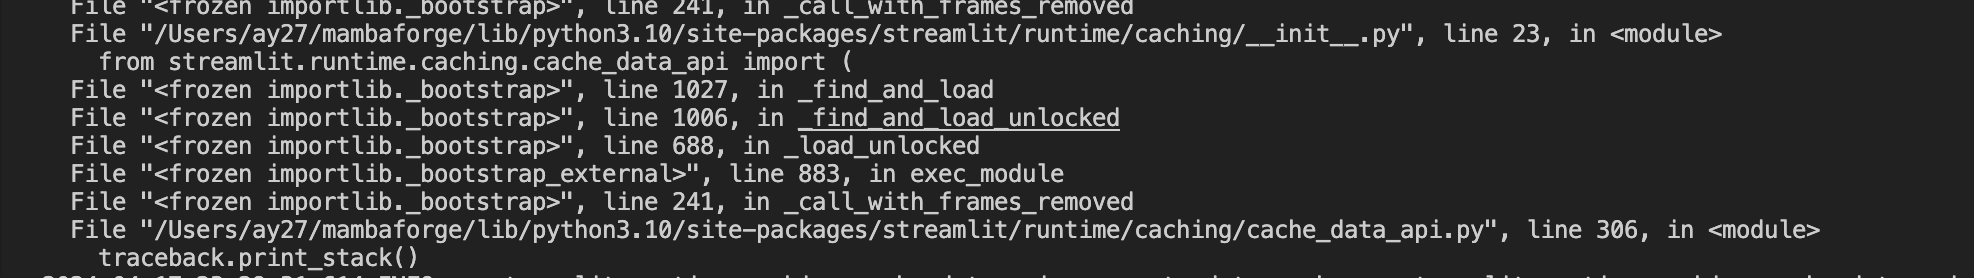 File "<frozen importlib._bootstrap>", line 241, in _call_with_frames_removed
File "/Users/ay27/mambaforge/lib/python3.10/site-packages/streamlit/runtime/caching/__init__.py", line 23, in <module>
from streamlit.runtime.caching.cache_data_api import (
File "<frozen importlib._bootstrap>", line 1027, in _find_and_load
File "<frozen importlib._bootstrap>", line 1006, in _find_and_load_unlocked
File "<frozen importlib._bootstrap>", line 688, in _load_unlocked
File "<frozen importlib._bootstrap_external>", line 883, in exec_module
File "<frozen importlib._bootstrap>", line 241, in _call_with_frames_removed
File "/Users/ay27/mambaforge/lib/python3.10/site-packages/streamlit/runtime/caching/cache_data_api.py", line 306, in <module>
traceback.print_stack()